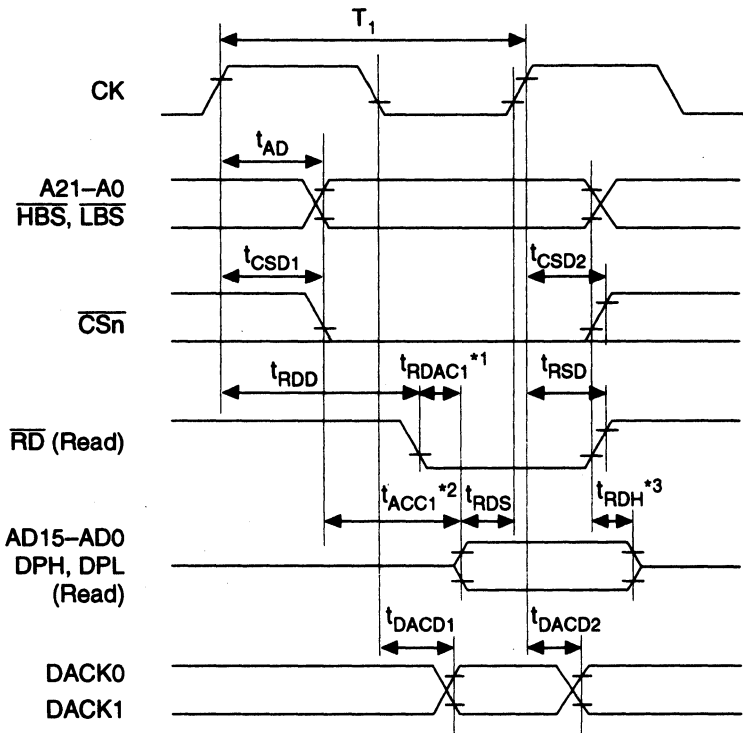 T₁
CK
tAD
A21–A0
HBS, LBS
tCSD1
tCSD2
CSn
tRDD
tRDAC1*1
tRSD
RD (Read)
tACC1*2
tRDS
tRDH*3
AD15–AD0
DPH, DPL
(Read)
tDACD1
tDACD2
DACK0
DACK1